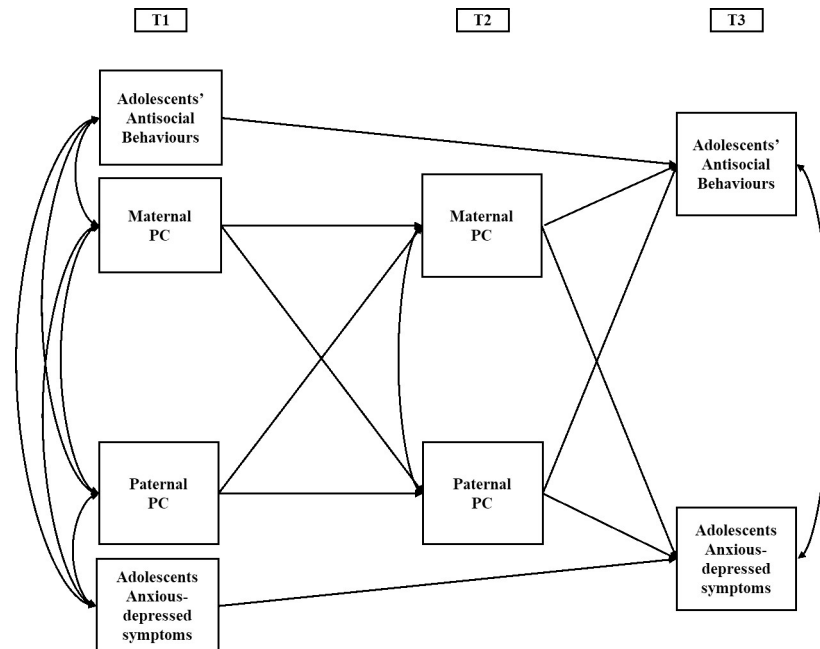 T1
T2
T3
Adolescents'
Antisocial
Behaviours
Maternal
PC
Paternal
PC
Adolescents
Anxious-
depressed
symptoms
Maternal
PC
Paternal
PC
Adolescents'
Antisocial
Behaviours
Adolescents
Anxious-
depressed
symptoms